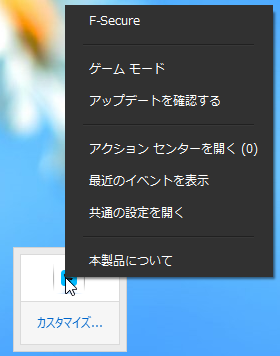 F-Secure
ゲーム モード
アップデートを確認する
アクション センターを開く (0)
最近のイベントを表示
共通の設定を開く
本製品について
カスタマイズ...